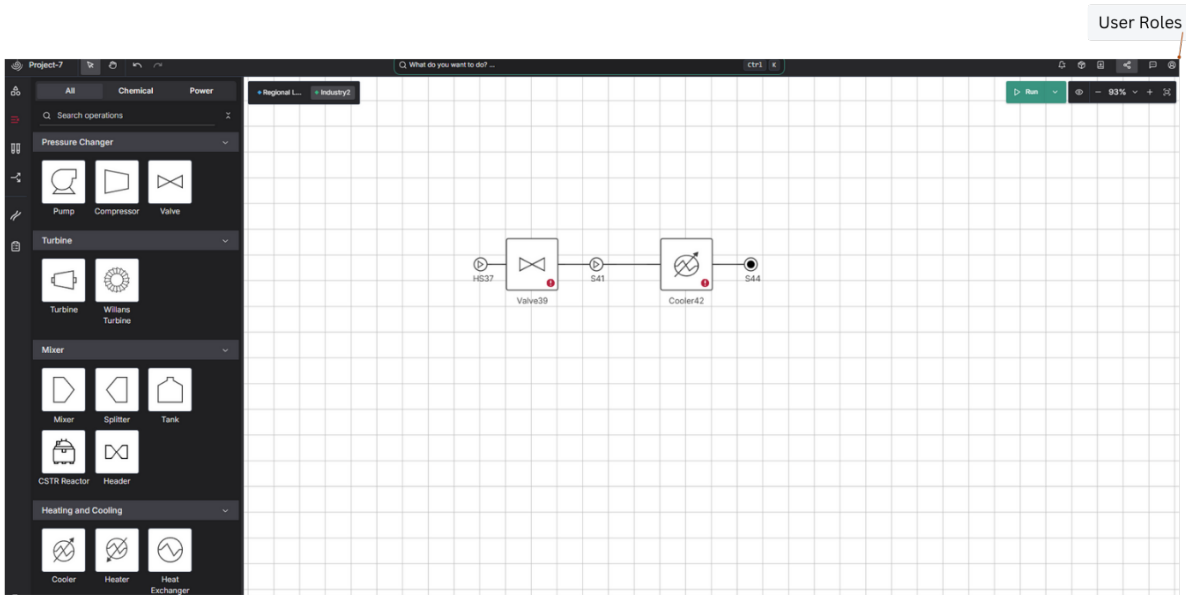 User Roles
Project-7
What do you want to do? ...
Ctrl K
All Chemical Power
Regional I... Industry2
Run
93%
Search operations
Pressure Changer
Pump Compressor Valve
Turbine
Turbine Willans
Turbine
Mixer
Mixer Splitter Tank
CSTR Reactor Header
Heating and Cooling
Cooler Heater Heat
Exchanger
HS37 S41 S44
Valve39 Cooler42